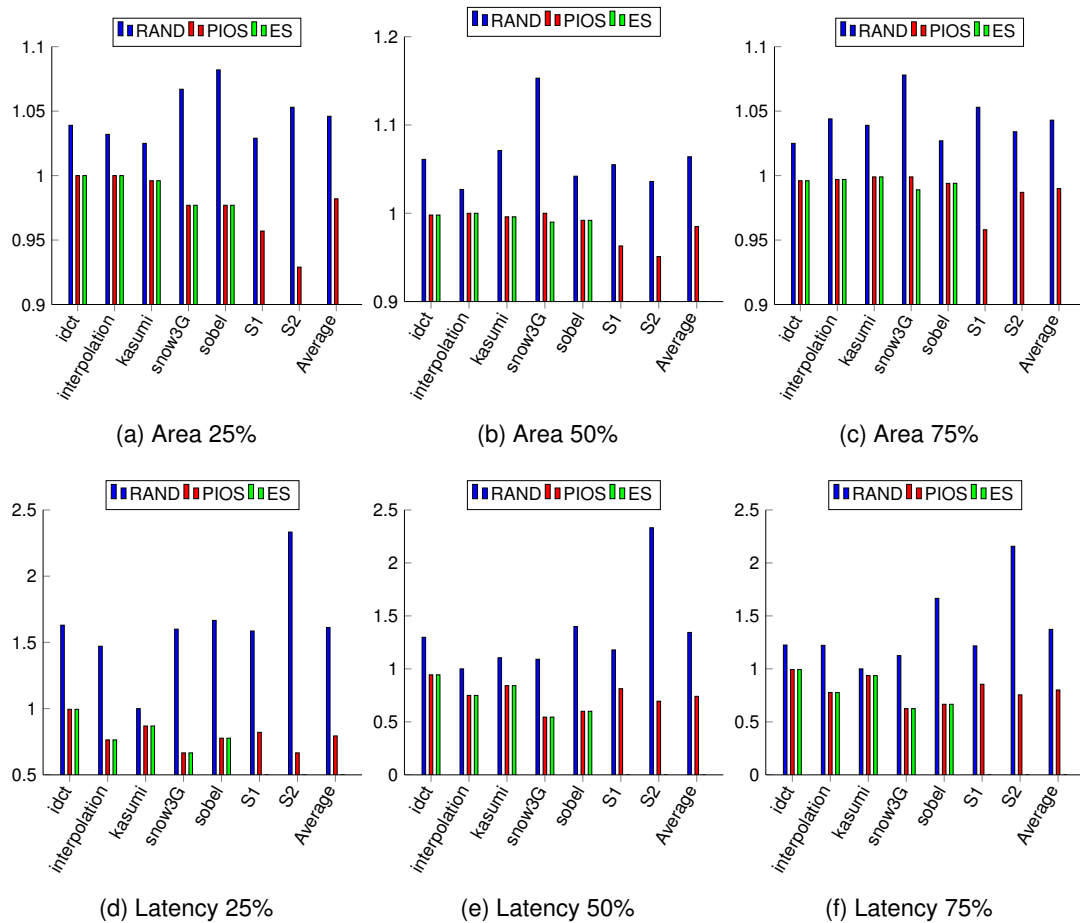 RAND PIOS ES
1.1
1.05
1
0.95
0.9
idct
interpolation
kasumi
snow3G
sobel
S1
S2
Average
(a) Area 25%
RAND PIOS ES
1.2
1.1
1
0.9
idct
interpolation
kasumi
snow3G
sobel
S1
S2
Average
(b) Area 50%
RAND PIOS ES
1.1
1.05
1
0.95
0.9
idct
interpolation
kasumi
snow3G
sobel
S1
S2
Average
(c) Area 75%
RAND PIOS ES
2.5
2
1.5
1
0.5
idct
interpolation
kasumi
snow3G
sobel
S1
S2
Average
(d) Latency 25%
RAND PIOS ES
2.5
2
1.5
1
0.5
0
idct
interpolation
kasumi
snow3G
sobel
S1
S2
Average
(e) Latency 50%
RAND PIOS ES
2.5
2
1.5
1
0.5
0
idct
interpolation
kasumi
snow3G
sobel
S1
S2
Average
(f) Latency 75%